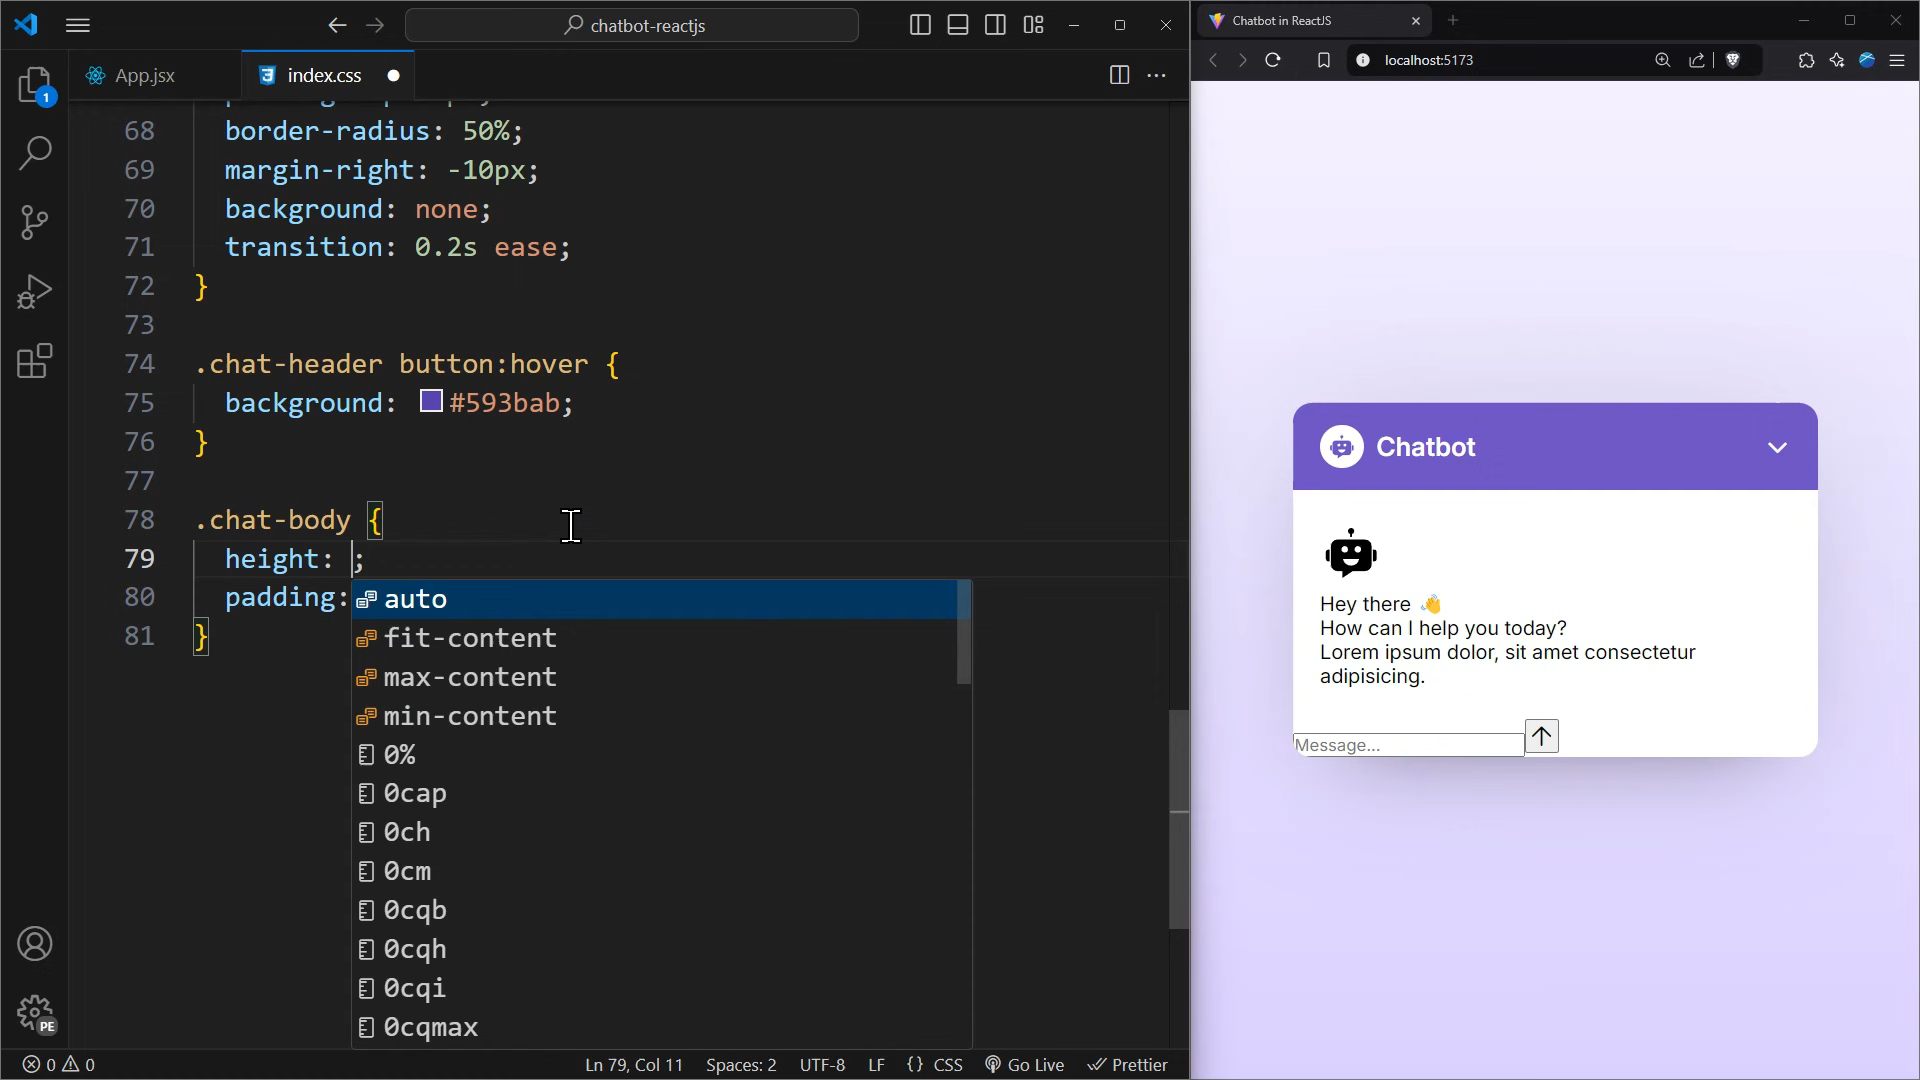 chatbot-reactjs
App.jsx
index.css
68 border-radius: 50%;
69 margin-right: -10px;
70 background: none;
71 transition: 0.2s ease;
72 }
73
74 .chat-header button:hover {
75 background: #593bab;
76 }
77
78 .chat-body {
79 height: ;
80 padding:
81 }
auto
fit-content
max-content
min-content
0%
0cap
0ch
0cm
0cqb
0cqh
0cqi
0cqmax
1
PE
0 0
Ln 79, Col 11
Spaces: 2
UTF-8
LF
{} CSS
Go Live
Prettier
Chatbot in ReactJS
localhost:5173
Chatbot
Hey there 👋
How can I help you today?
Lorem ipsum dolor, sit amet consectetur
adipisicing.
Message...